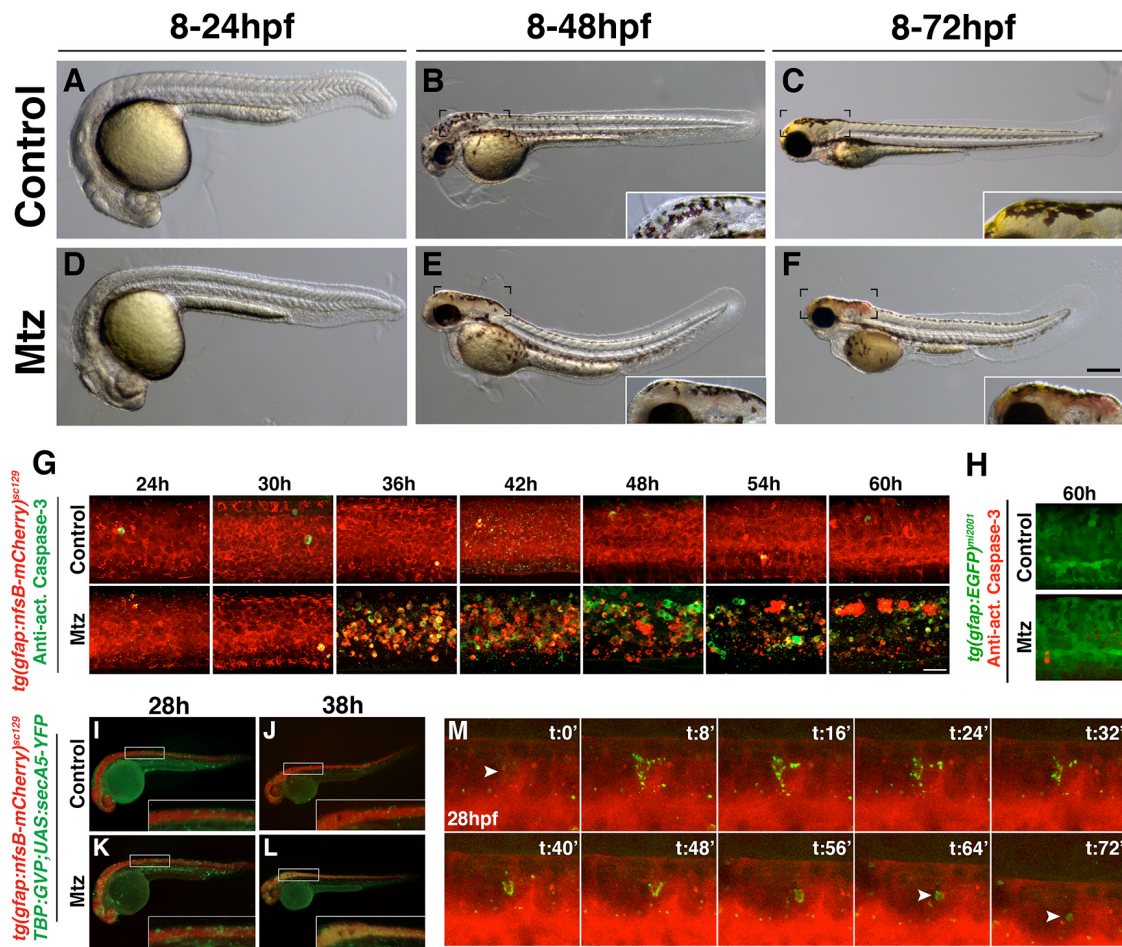 8-24hpf 8-48hpf 8-72hpf
Control
A B C
Mtz
D E F
G
24h 30h 36h 42h 48h 54h 60h
tg(gfap:nfsB-mCherry)sc129
Anti-act. Caspase-3
Control
Mtz
H
60h
tg(gfap:EGFP)mi2001
Anti-act. Caspase-3
Control
Mtz
28h 38h
tg(gfap:nfsB-mCherry)sc129
TBP:GVP;UAS:secA5-YFP
Control
I J
Mtz
K L
M t:0' t:8' t:16' t:24' t:32'
28hpf
t:40' t:48' t:56' t:64' t:72'